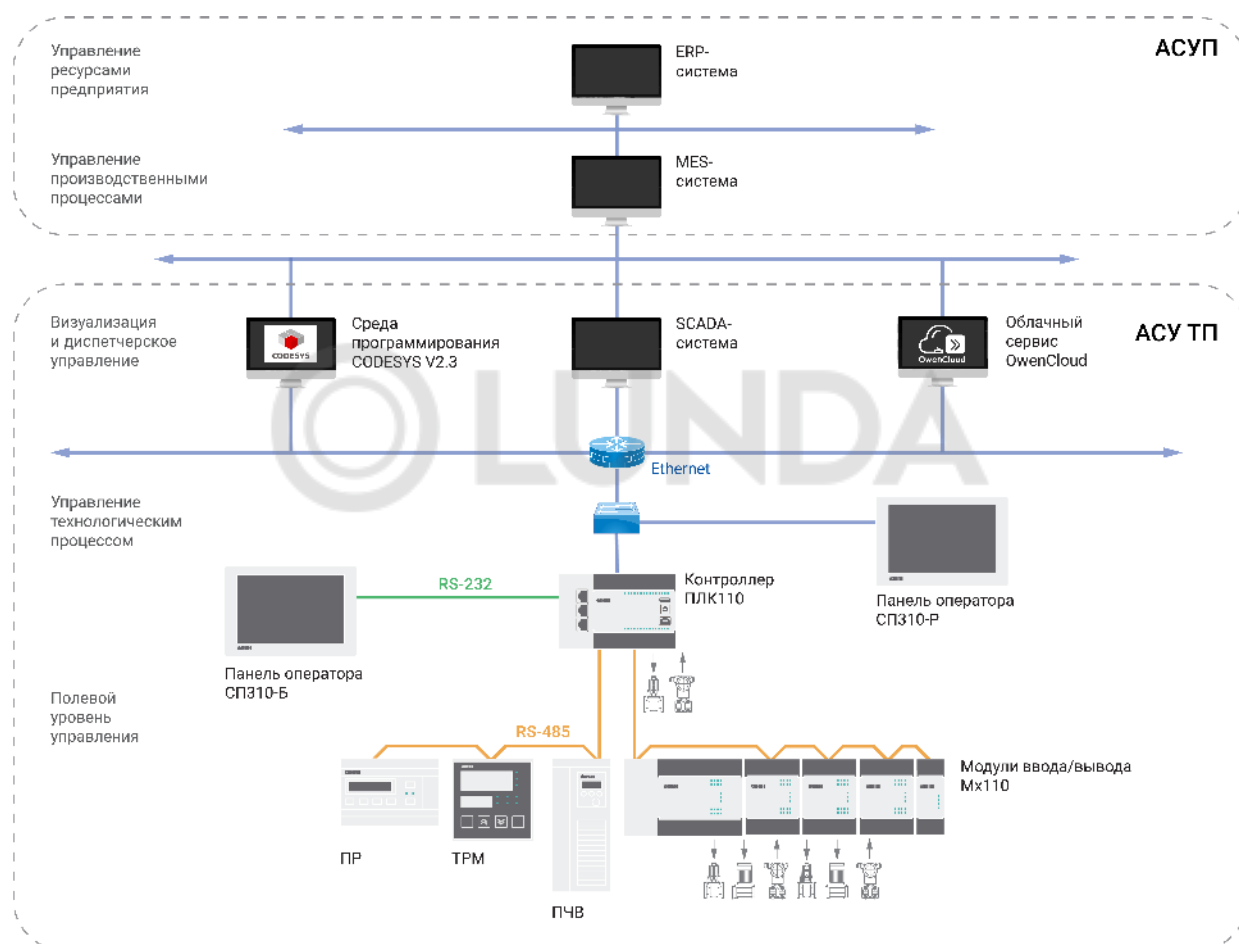 Управление
ресурсами
предприятия
ERP-
система
АСУП
Управление
производственными
процессами
MES-
система
Визуализация
и диспетчерское
управление
CODESYS
Среда
программирования
CODESYS V2.3
SCADA-
система
OwenCloud
Облачный
сервис
OwenCloud
АСУ ТП
LUNDA
Ethernet
Управление
технологическим
процессом
RS-232
Контроллер
ПЛК110
Панель оператора
СП310-Р
Панель оператора
СП310-Б
Полевой
уровень
управления
RS-485
Модули ввода/вывода
Мх110
ПР
ТРМ
ПЧВ